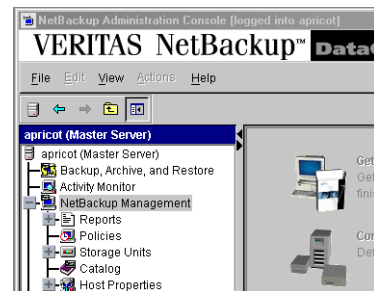 NetBackup Administration Console [logged into apricot]
VERITAS NetBackup™ Data
File Edit View Actions Help
apricot (Master Server)
apricot (Master Server)
Backup, Archive, and Restore
Activity Monitor
NetBackup Management
Reports
Policies
Storage Units
Catalog
Host Properties
Get
Get
fini
Con
Det